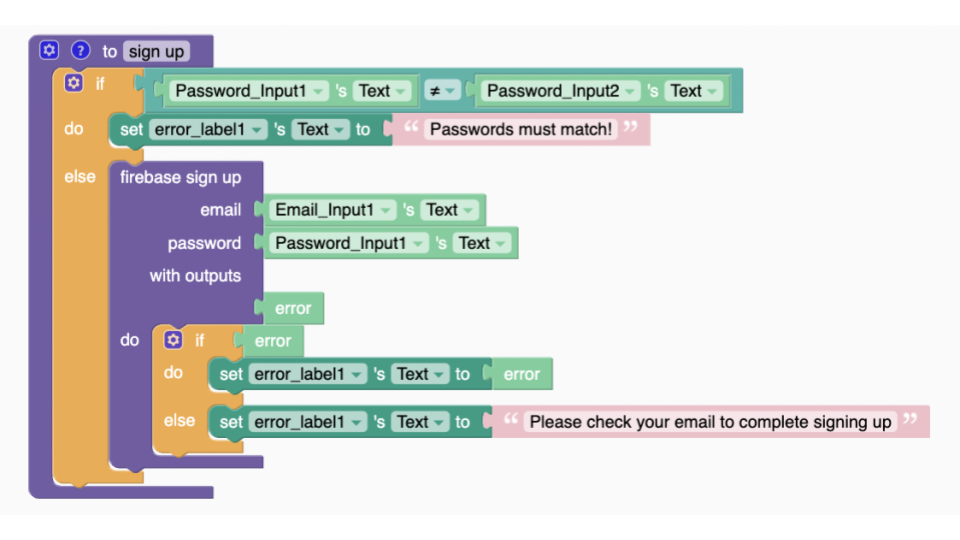 ? to sign up
if Password_Input1 's Text ≠ Password_Input2 's Text
do set error_label1 's Text to “ Passwords must match! ”
else firebase sign up
email Email_Input1 's Text
password Password_Input1 's Text
with outputs
error
do if error
do set error_label1 's Text to error
else set error_label1 's Text to “ Please check your email to complete signing up ”